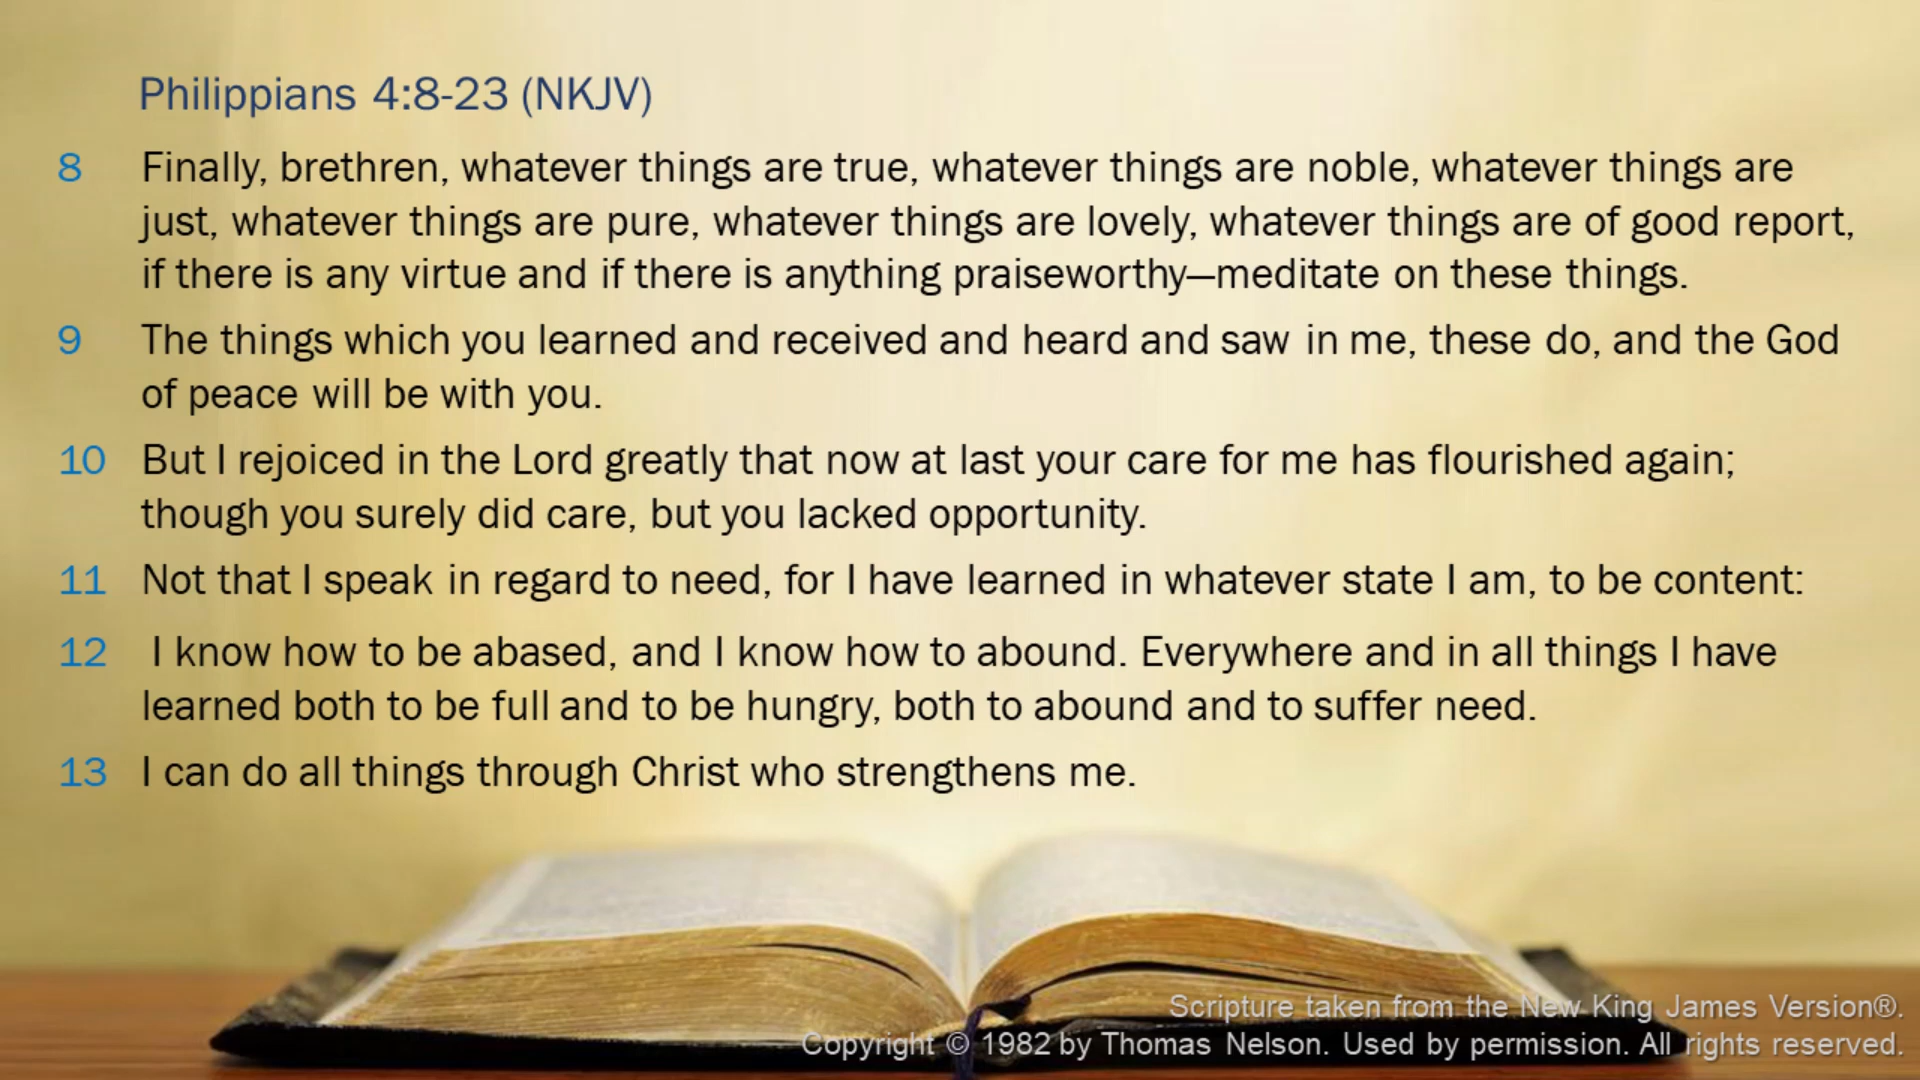 Philippians 4:8-23 (NKJV)
8 Finally, brethren, whatever things are true, whatever things are noble, whatever things are
just, whatever things are pure, whatever things are lovely, whatever things are of good report,
if there is any virtue and if there is anything praiseworthy—meditate on these things.
9 The things which you learned and received and heard and saw in me, these do, and the God
of peace will be with you.
10 But I rejoiced in the Lord greatly that now at last your care for me has flourished again;
though you surely did care, but you lacked opportunity.
11 Not that I speak in regard to need, for I have learned in whatever state I am, to be content:
12 I know how to be abased, and I know how to abound. Everywhere and in all things I have
learned both to be full and to be hungry, both to abound and to suffer need.
13 I can do all things through Christ who strengthens me.
Scripture taken from the New King James Version®.
Copyright © 1982 by Thomas Nelson. Used by permission. All rights reserved.